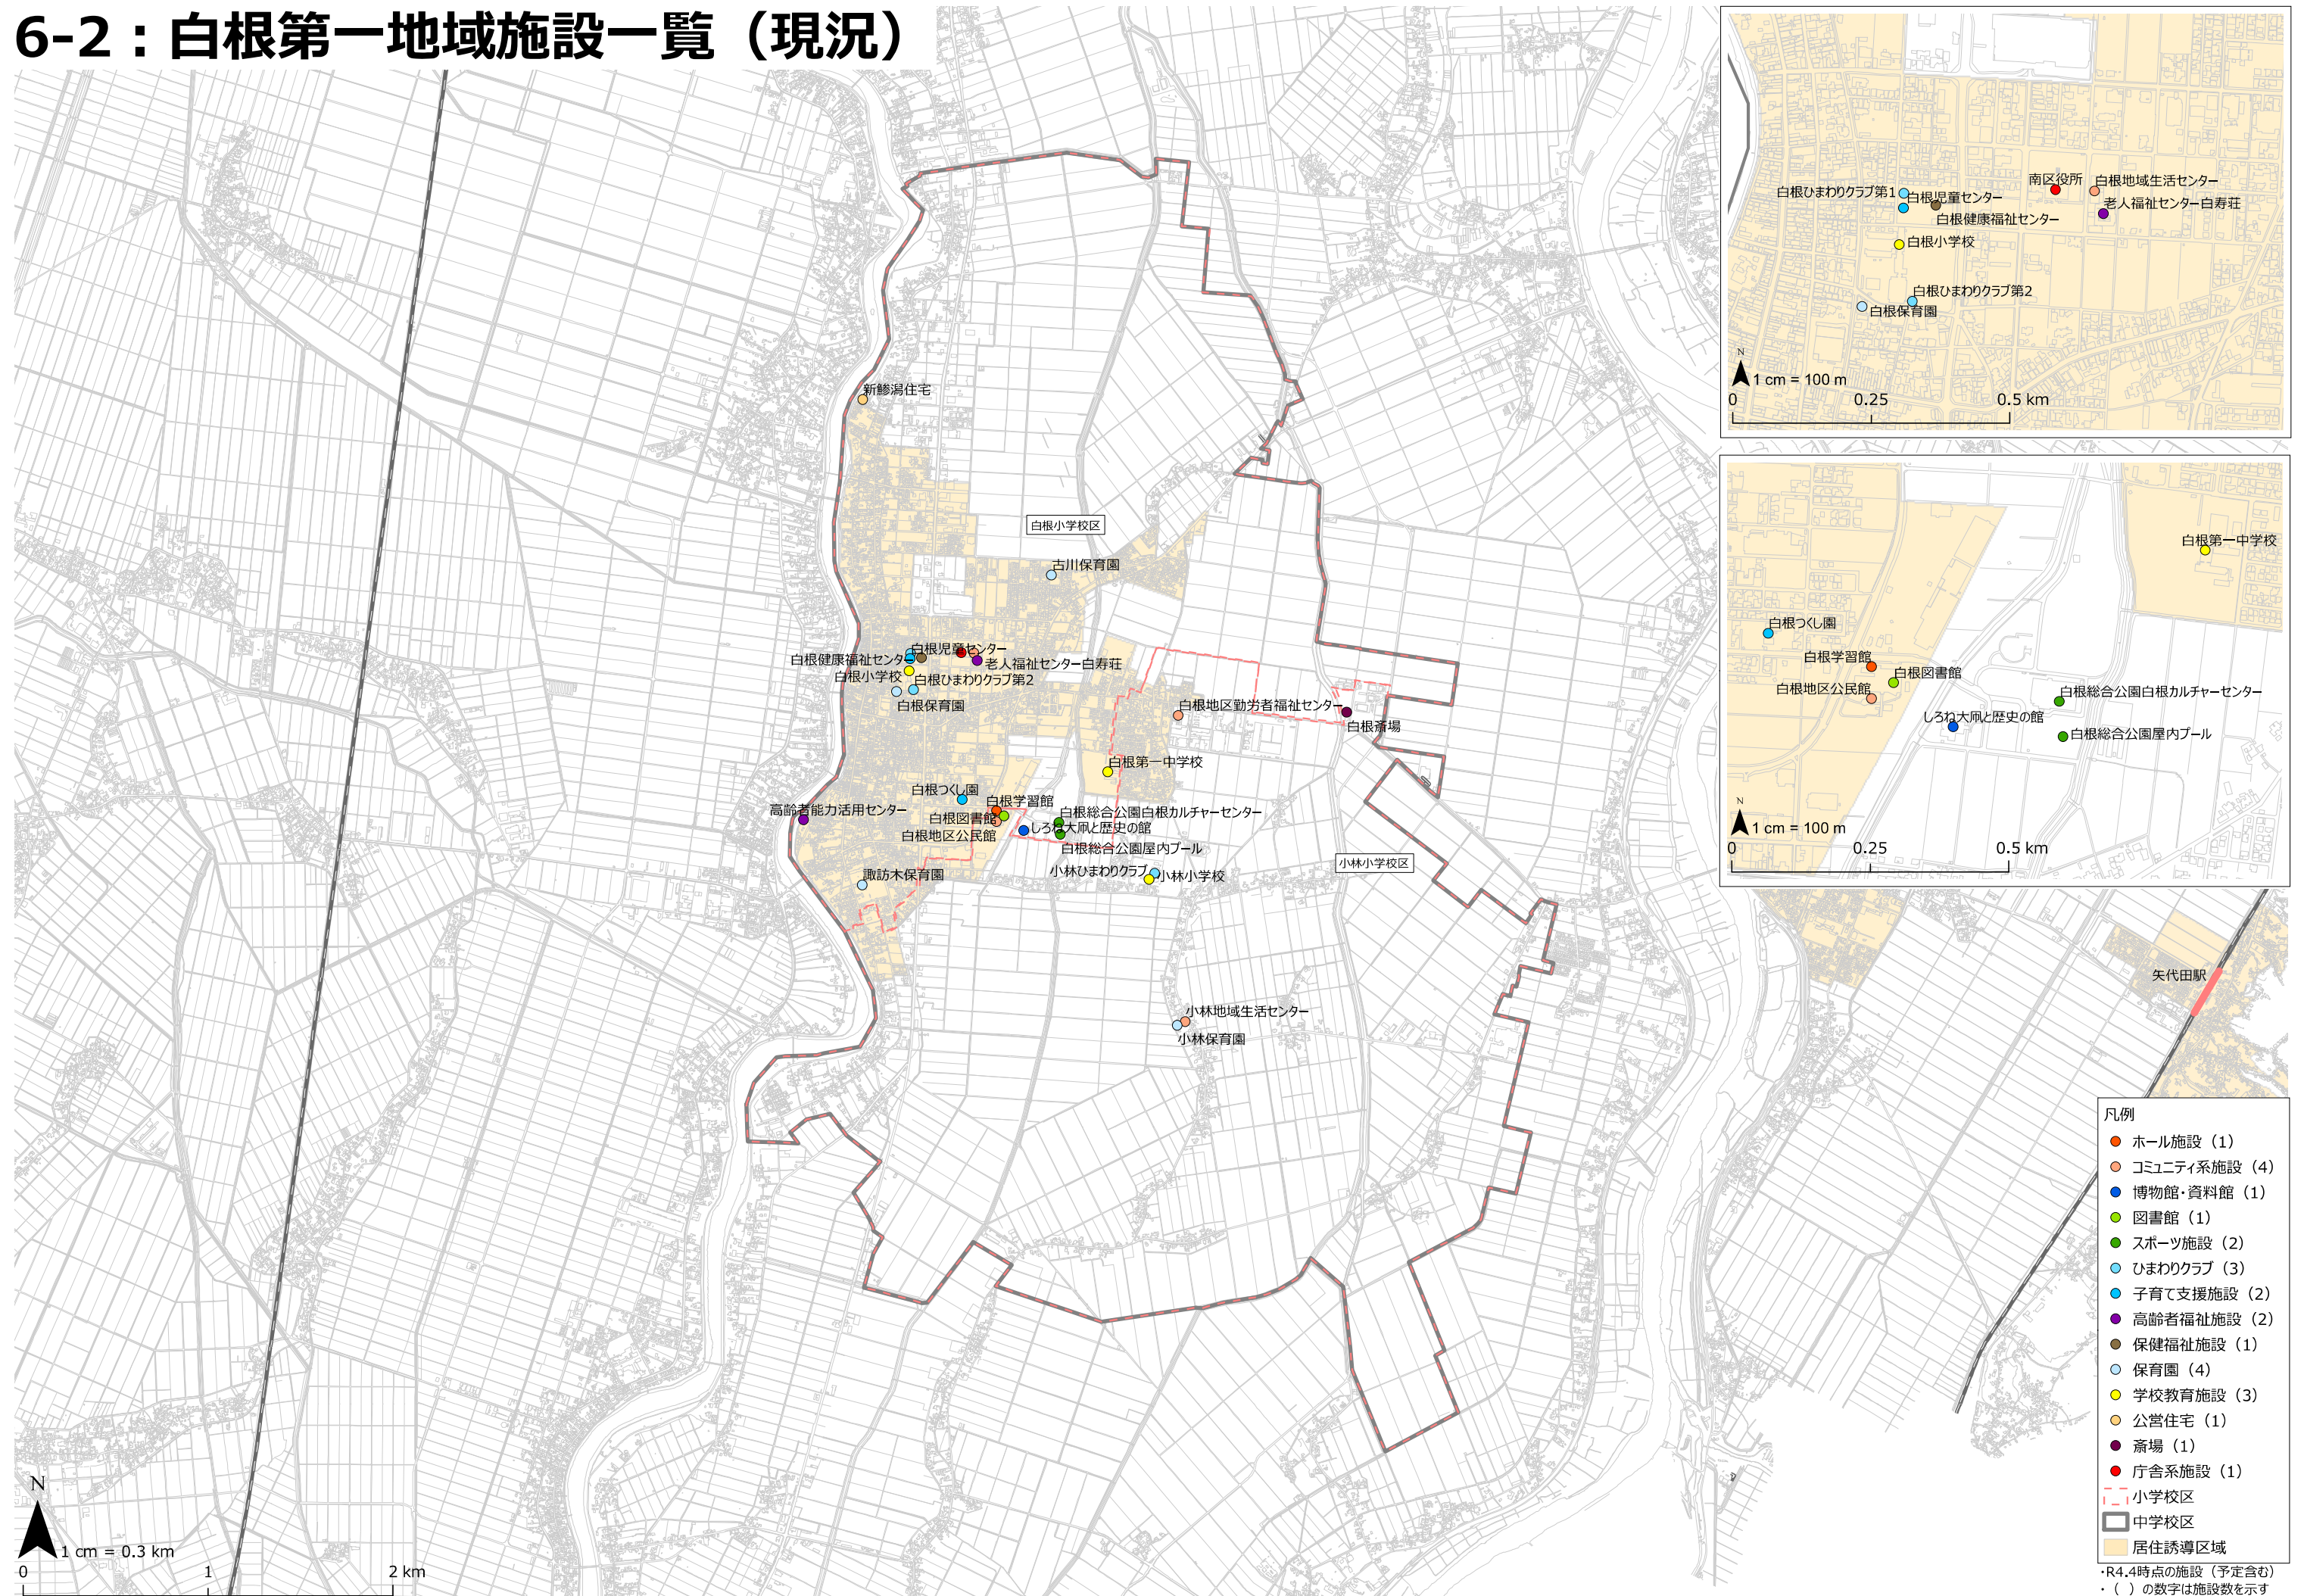 6-2：白根第一地域施設一覧（現況）
新鯵潟住宅
白根小学校区
古川保育園
白根児童センター
白根健康福祉センター
老人福祉センター白寿荘
白根小学校
白根ひまわりクラブ第2
白根保育園
白根地区勤労者福祉センター
白根斎場
白根第一中学校
白根つくし園
白根学習館
高齢者能力活用センター
白根図書館
白根総合公園白根カルチャーセンター
しろね大凧と歴史の館
白根地区公民館
白根総合公園屋内プール
小林小学校区
小林ひまわりクラブ
小林小学校
諏訪木保育園
小林地域生活センター
小林保育園
矢代田駅
N
1 cm = 0.3 km
0 1 2 km
白根ひまわりクラブ第1
白根児童センター
白根健康福祉センター
南区役所
白根地域生活センター
老人福祉センター白寿荘
白根小学校
白根ひまわりクラブ第2
白根保育園
N
1 cm = 100 m
0 0.25 0.5 km
白根第一中学校
白根つくし園
白根学習館
白根図書館
白根地区公民館
白根総合公園白根カルチャーセンター
しろね大凧と歴史の館
白根総合公園屋内プール
N
1 cm = 100 m
0 0.25 0.5 km
凡例
ホール施設（1）
コミュニティ系施設（4）
博物館・資料館（1）
図書館（1）
スポーツ施設（2）
ひまわりクラブ（3）
子育て支援施設（2）
高齢者福祉施設（2）
保健福祉施設（1）
保育園（4）
学校教育施設（3）
公営住宅（1）
斎場（1）
庁舎系施設（1）
小学校区
中学校区
居住誘導区域
・R4.4時点の施設（予定含む）
・（ ）の数字は施設数を示す